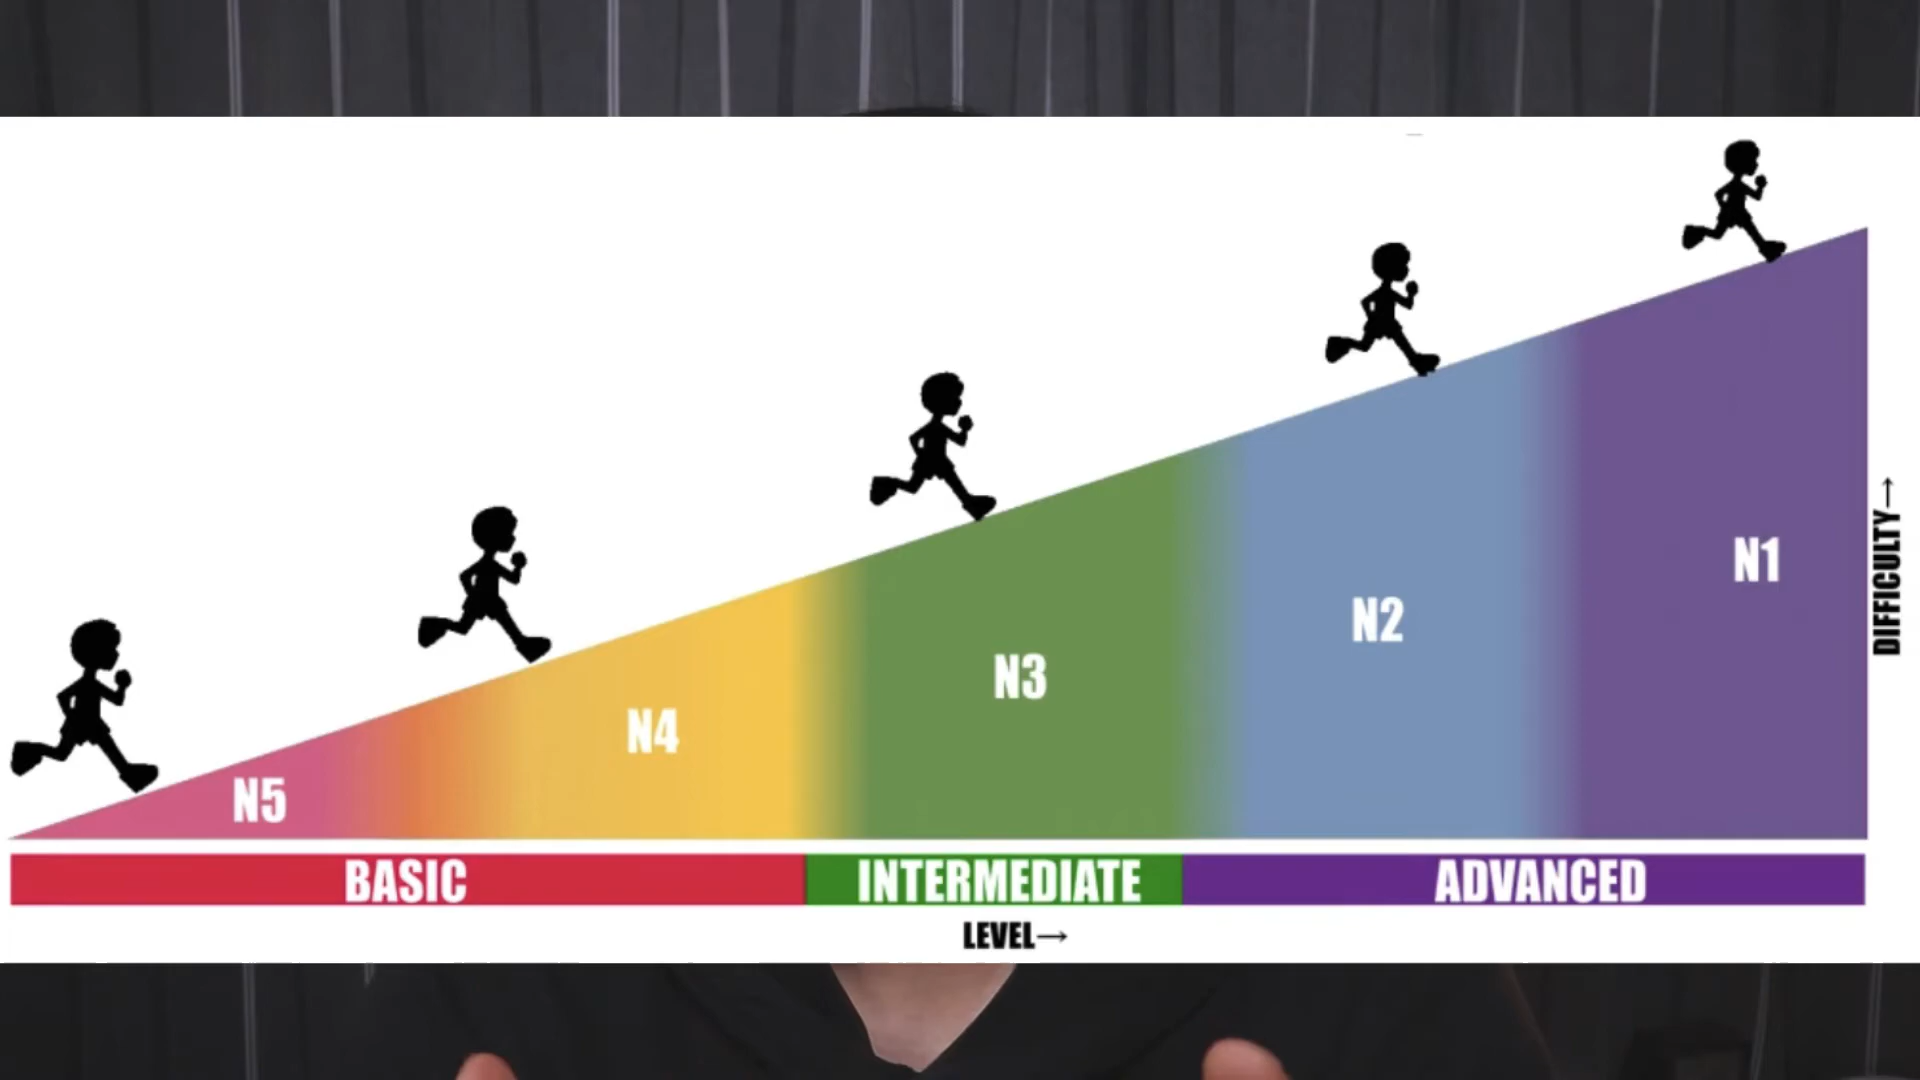 N5
N4
N3
N2
N1
DIFFICULTY→
BASIC
INTERMEDIATE
ADVANCED
LEVEL→